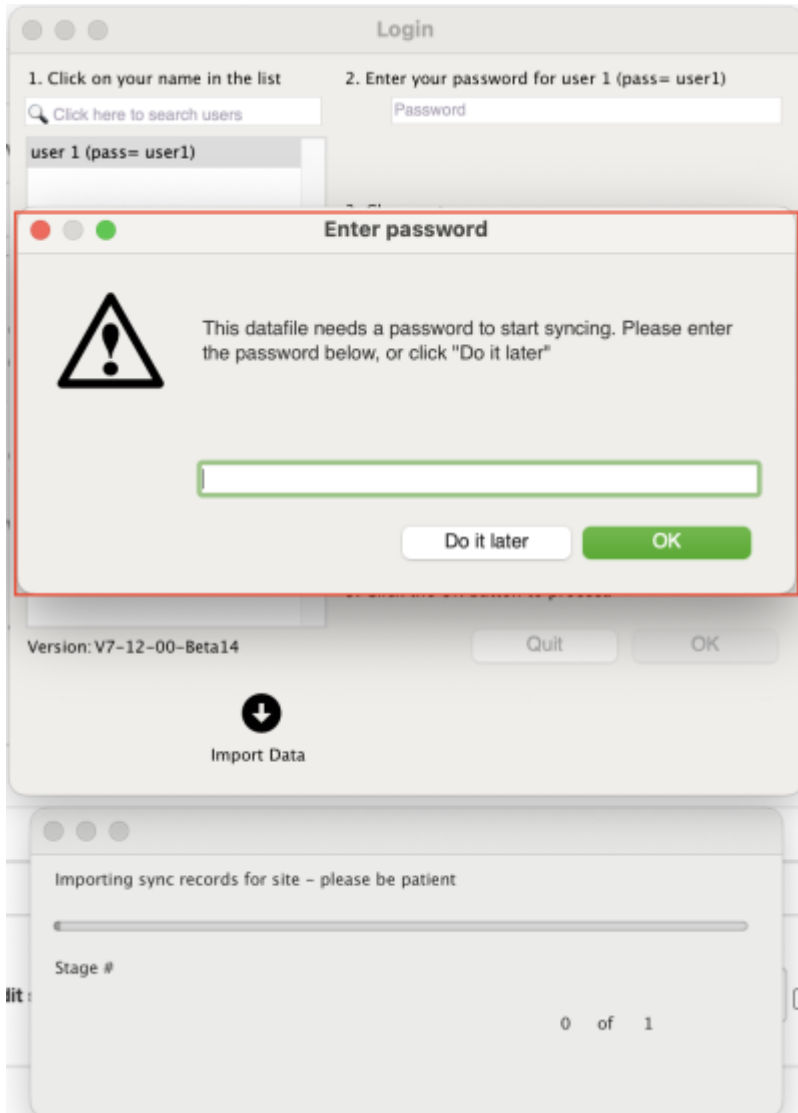 Login
1. Click on your name in the list
2. Enter your password for user 1 (pass= user1)
Click here to search users
Password
user 1 (pass= user1)
Enter password
This datafile needs a password to start syncing. Please enter
the password below, or click "Do it later"
Do it later
OK
Version: V7-12-00-Beta14
Quit
OK
Import Data
Importing sync records for site – please be patient
Stage #
dit
0 of 1